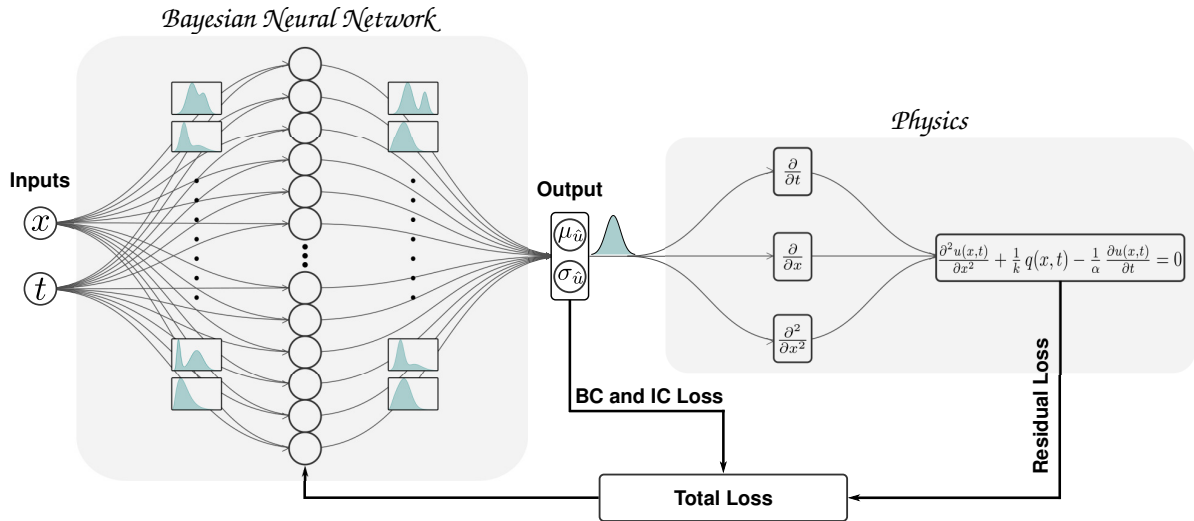 Bayesian Neural Network
Physics
Inputs
x
t
Output
μ_û
σ_û
∂/∂t
∂/∂x
∂²/∂x²
∂²u(x,t)/∂x² + 1/k q(x,t) − 1/α ∂u(x,t)/∂t = 0
BC and IC Loss
Residual Loss
Total Loss